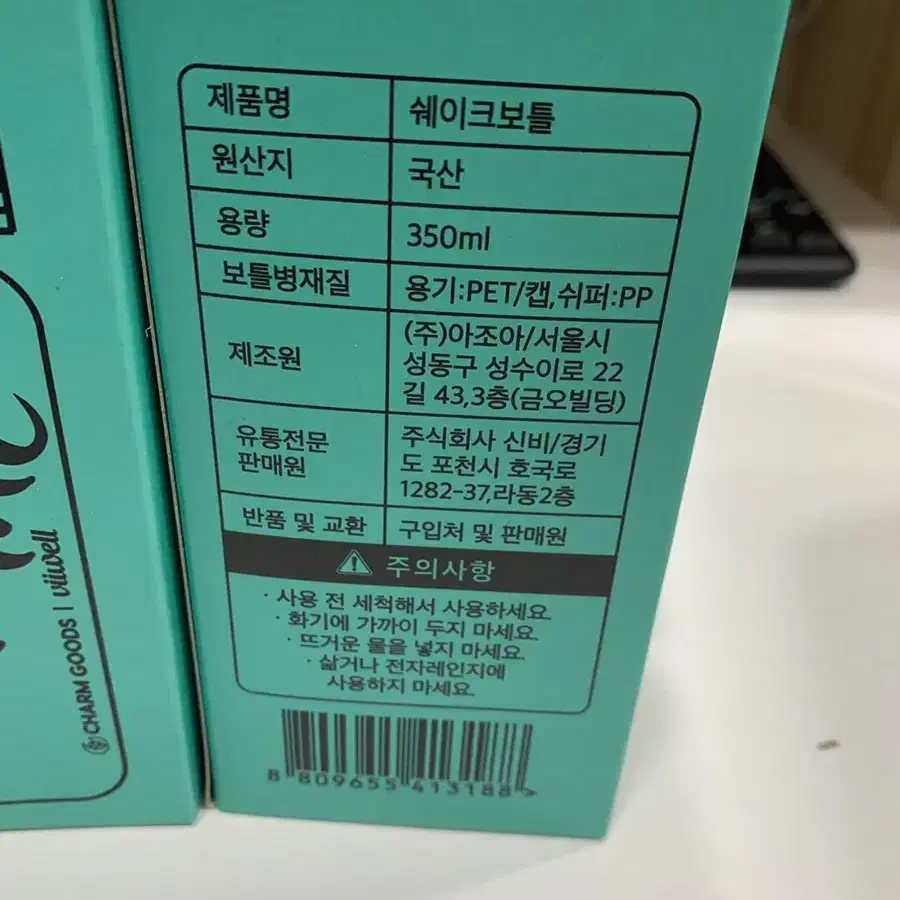 제품명 쉐이크보틀
원산지 국산
용량 350ml
보틀병재질 용기:PET/캡,쉬퍼:PP
제조원 (주)아조아/서울시
성동구 성수이로 22
길 43,3층(금오빌딩)
유통전문
판매원
주식회사 신비/경기
도 포천시 호국로
1282-37,라동2층
반품 및 교환 구입처 및 판매원
주의사항
· 사용 전 세척해서 사용하세요.
· 화기에 가까이 두지 마세요.
· 뜨거운 물을 넣지 마세요.
· 삶거나 전자레인지에
사용하지 마세요.
8 809655 413188 >
CHARM GOODS | viiwell